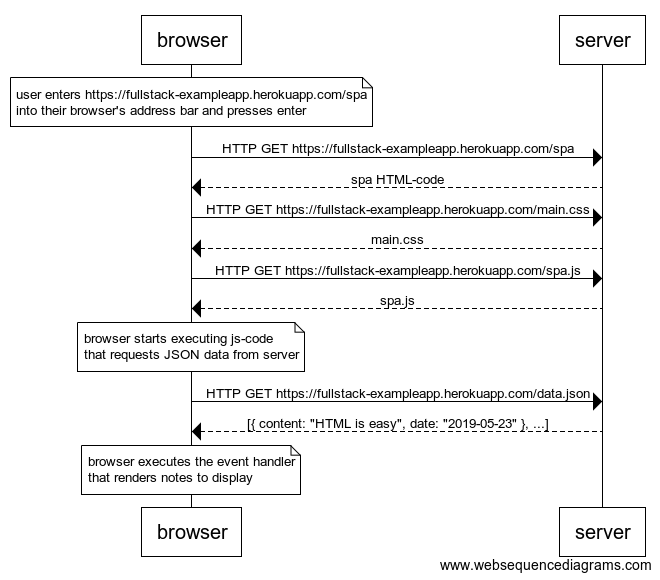 browser
server
user enters https://fullstack-exampleapp.herokuapp.com/spa
into their browser's address bar and presses enter
HTTP GET https://fullstack-exampleapp.herokuapp.com/spa
spa HTML-code
HTTP GET https://fullstack-exampleapp.herokuapp.com/main.css
main.css
HTTP GET https://fullstack-exampleapp.herokuapp.com/spa.js
spa.js
browser starts executing js-code
that requests JSON data from server
HTTP GET https://fullstack-exampleapp.herokuapp.com/data.json
[{ content: "HTML is easy", date: "2019-05-23" }, ...]
browser executes the event handler
that renders notes to display
browser
server
www.websequencediagrams.com